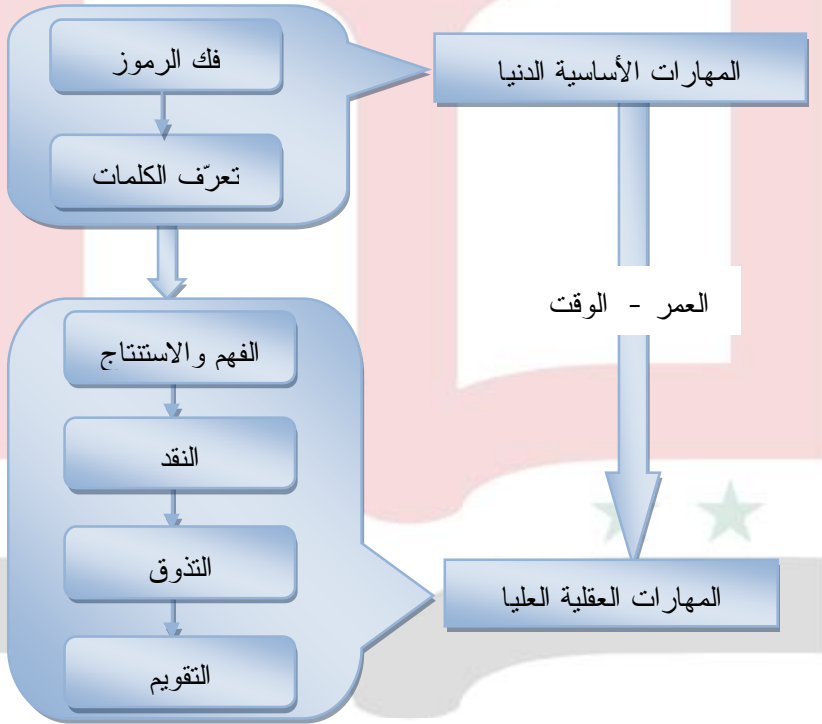 المهارات الأساسية الدنيا
فك الرموز
تعرّف الكلمات
العمر - الوقت
الفهم والاستنتاج
النقد
التذوق
التقويم
المهارات العقلية العليا